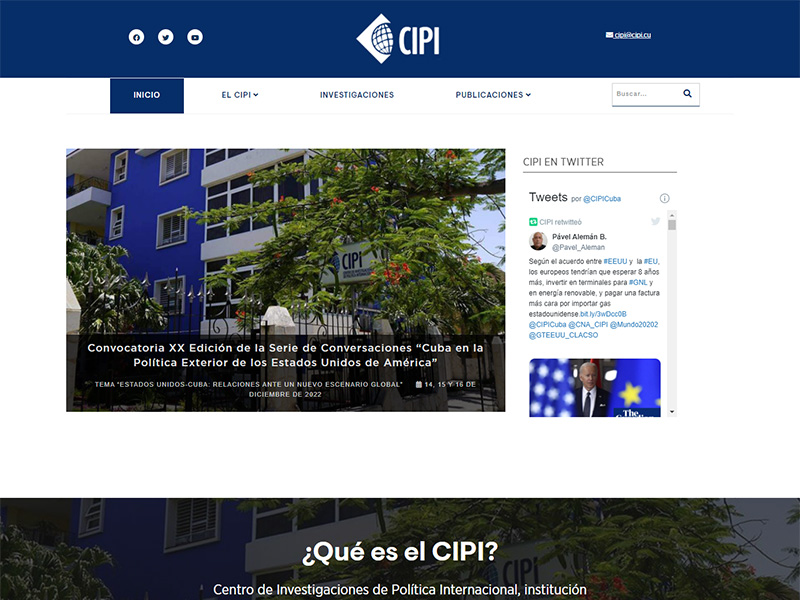 CIPI
cipi@cipi.cu
INICIO
EL CIPI
INVESTIGACIONES
PUBLICACIONES
Buscar...
CIPI EN TWITTER
Tweets por @CIPICuba
CIPI retwitteó
Pável Alemán B.
@Pavel_Aleman
Según el acuerdo entre #EEUU y la #EU,
los europeos tendrían que esperar 8 años
más, invertir en terminales para #GNL y
en energía renovable, y pagar una factura
más cara por importar gas
estadounidense.bit.ly/3wDcc0B
@CIPICuba @CNA_CIPI @Mundo20202
@GTEEUU_CLACSO
The
CIPI
Convocatoria XX Edición de la Serie de Conversaciones “Cuba en la
Política Exterior de los Estados Unidos de América”
TEMA "ESTADOS UNIDOS-CUBA: RELACIONES ANTE UN NUEVO ESCENARIO GLOBAL" 14, 15 Y 16 DE
DICIEMBRE DE 2022
¿Qué es el CIPI?
CIPI
Centro de Investigaciones de Política Internacional, institución